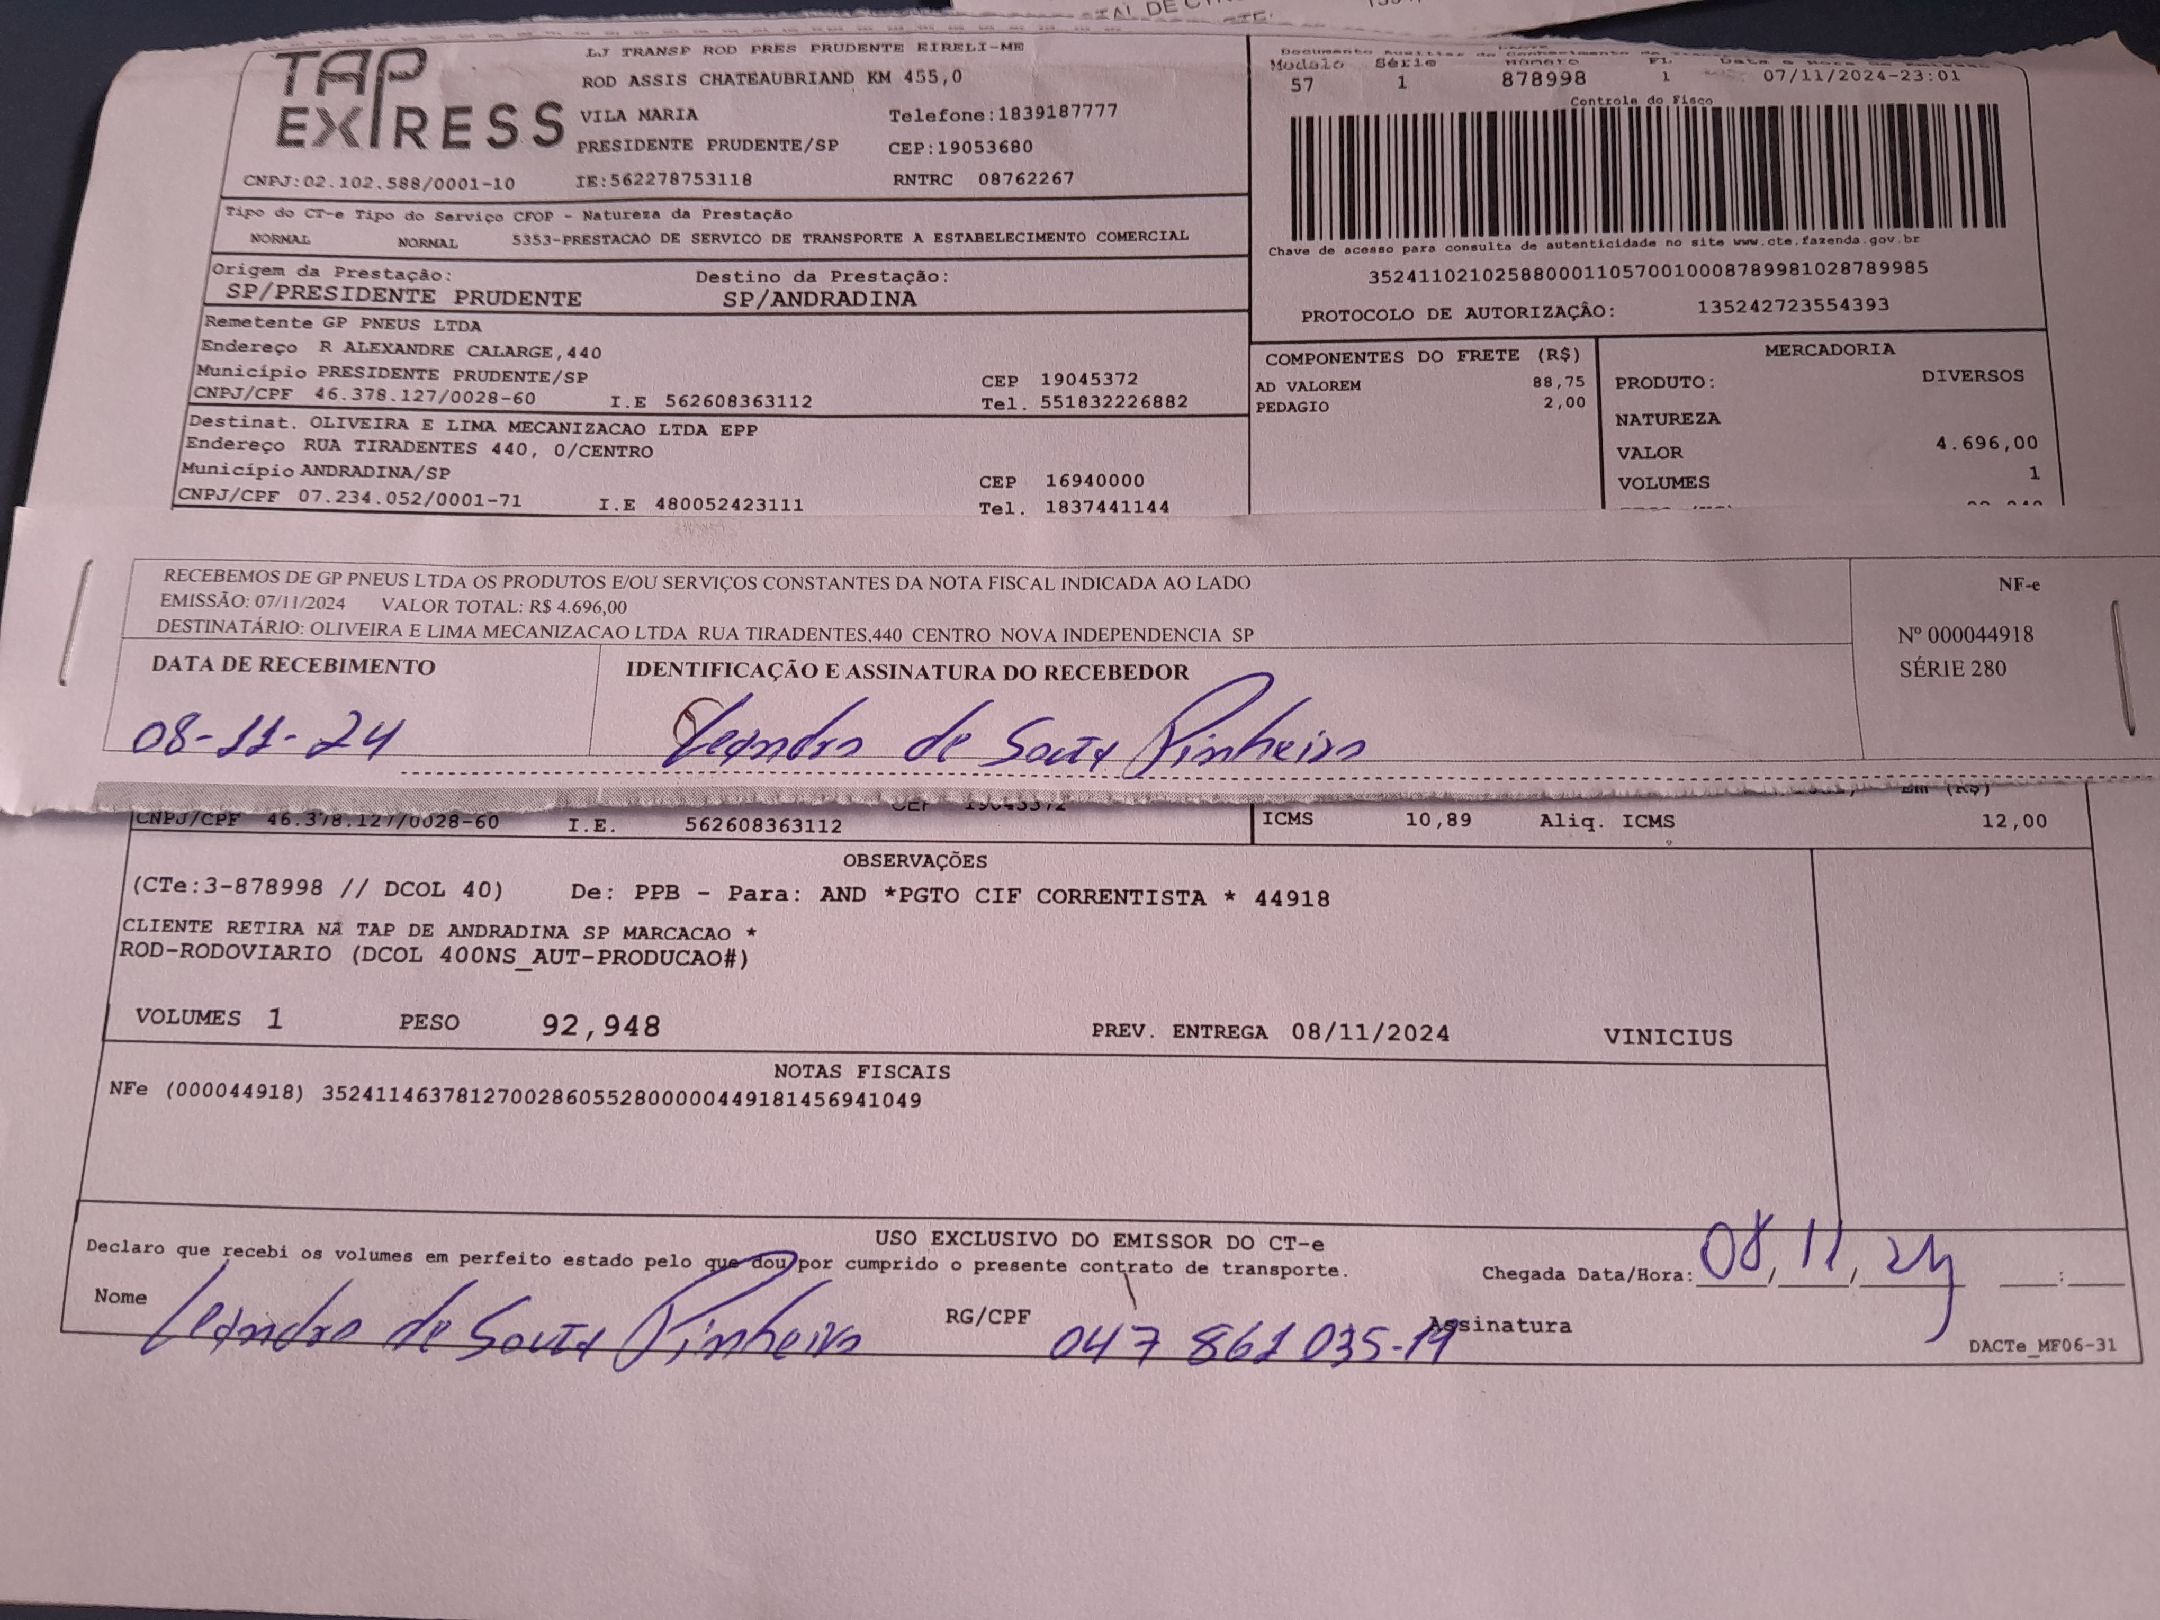 TAP
EXPRESS
LJ TRANSP ROD PRES PRUDENTE EIRELI-ME
ROD ASSIS CHATEAUBRIAND KM 455,0
VILA MARIA Telefone:1839187777
PRESIDENTE PRUDENTE/SP CEP:19053680
CNPJ:02.102.588/0001-10 IE:562278753118 RNTRC 08762267
Tipo do CT-e Tipo do Serviço CFOP - Natureza da Prestação
NORMAL NORMAL 5353-PRESTACAO DE SERVICO DE TRANSPORTE A ESTABELECIMENTO COMERCIAL
Origem da Prestação: Destino da Prestação:
SP/PRESIDENTE PRUDENTE SP/ANDRADINA
Remetente GP PNEUS LTDA
Endereço R ALEXANDRE CALARGE,440
Município PRESIDENTE PRUDENTE/SP CEP 19045372
CNPJ/CPF 46.378.127/0028-60 I.E 562608363112 Tel. 551832226882
Destinat. OLIVEIRA E LIMA MECANIZACAO LTDA EPP
Endereço RUA TIRADENTES 440, 0/CENTRO
Município ANDRADINA/SP CEP 16940000
CNPJ/CPF 07.234.052/0001-71 I.E 480052423111 Tel. 1837441144
Modelo Série Número FL
57 1 878998 1 07/11/2024-23:01
Controle do Fisco
Chave de acesso para consulta de autenticidade no site www.cte.fazenda.gov.br
35241102102588000110570010008789981028789985
PROTOCOLO DE AUTORIZAÇÂO: 135242723554393
COMPONENTES DO FRETE (R$)
AD VALOREM 88,75
PEDAGIO 2,00
MERCADORIA
PRODUTO: DIVERSOS
NATUREZA
VALOR 4.696,00
VOLUMES 1
RECEBEMOS DE GP PNEUS LTDA OS PRODUTOS E/OU SERVIÇOS CONSTANTES DA NOTA FISCAL INDICADA AO LADO
EMISSÃO: 07/11/2024 VALOR TOTAL: R$ 4.696,00
DESTINATÁRIO: OLIVEIRA E LIMA MECANIZACAO LTDA RUA TIRADENTES,440 CENTRO NOVA INDEPENDENCIA SP
NF-e
Nº 000044918
SÉRIE 280
DATA DE RECEBIMENTO IDENTIFICAÇÃO E ASSINATURA DO RECEBEDOR
08-11-24 Leandro de Souza Pinheiro
CEP 19045372
CNPJ/CPF 46.378.127/0028-60 I.E. 562608363112 ICMS 10,89 Aliq. ICMS 12,00
OBSERVAÇÕES
(CTe:3-878998 // DCOL 40) De: PPB - Para: AND *PGTO CIF CORRENTISTA * 44918
CLIENTE RETIRA NA TAP DE ANDRADINA SP MARCACAO *
ROD-RODOVIARIO (DCOL 400NS_AUT-PRODUCAO#)
VOLUMES 1 PESO 92,948 PREV. ENTREGA 08/11/2024 VINICIUS
NOTAS FISCAIS
NFe (000044918) 35241146378127002860552800000449181456941049
USO EXCLUSIVO DO EMISSOR DO CT-e
Declaro que recebi os volumes em perfeito estado pelo que dou por cumprido o presente contrato de transporte.
Chegada Data/Hora: 08/11/24 __:__
Nome Leandro de Souza Pinheiro RG/CPF 047 861 035-19 Assinatura
DACTe_MF06-31